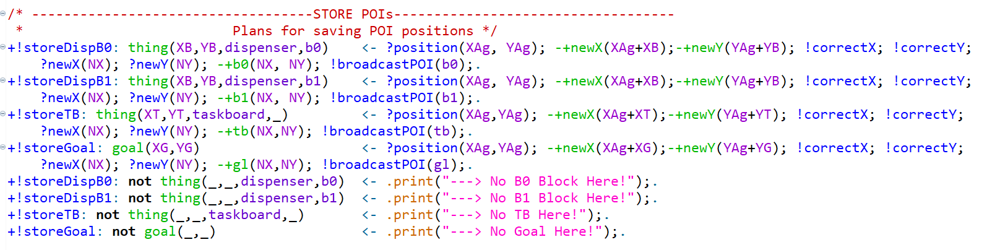 /* -----------------------------------STORE POIs-----------------------------------
 *                          Plans for saving POI positions */
+!storeDispB0: thing(XB,YB,dispenser,b0)    <- ?position(XAg, YAg); -+newX(XAg+XB);-+newY(YAg+YB); !correctX; !correctY;
    ?newX(NX); ?newY(NY); -+b0(NX, NY); !broadcastPOI(b0);.
+!storeDispB1: thing(XB,YB,dispenser,b1)    <- ?position(XAg, YAg); -+newX(XAg+XB);-+newY(YAg+YB); !correctX; !correctY;
    ?newX(NX); ?newY(NY); -+b1(NX, NY); !broadcastPOI(b1);.
+!storeTB: thing(XT,YT,taskboard,_)         <- ?position(XAg,YAg); -+newX(XAg+XT);-+newY(YAg+YT); !correctX; !correctY;
    ?newX(NX); ?newY(NY); -+tb(NX,NY); !broadcastPOI(tb);.
+!storeGoal: goal(XG,YG)                    <- ?position(XAg,YAg); -+newX(XAg+XG);-+newY(YAg+YG); !correctX; !correctY;
    ?newX(NX); ?newY(NY); -+gl(NX,NY); !broadcastPOI(gl);.
+!storeDispB0: not thing(_,_,dispenser,b0)  <- .print("---> No B0 Block Here!");.
+!storeDispB1: not thing(_,_,dispenser,b1)  <- .print("---> No B1 Block Here!");.
+!storeTB: not thing(_,_,taskboard,_)       <- .print("---> No TB Here!");.
+!storeGoal: not goal(_,_)                  <- .print("---> No Goal Here!");.